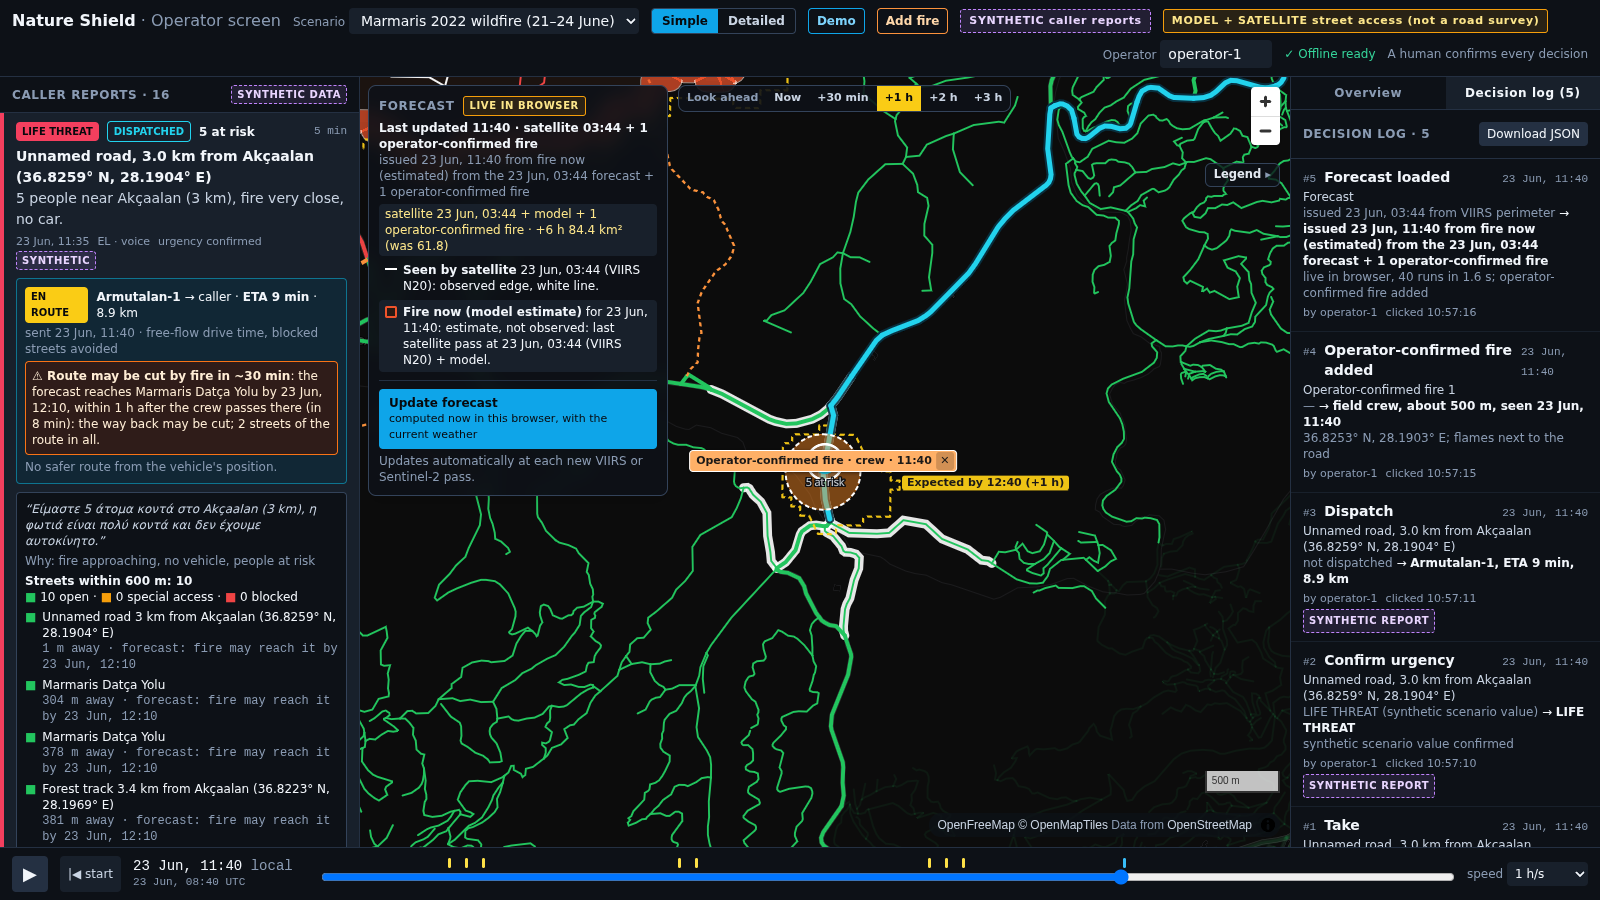 Nature Shield · Operator screen
Scenario
Marmaris 2022 wildfire (21–24 June)
Simple
Detailed
Demo
Add fire
SYNTHETIC caller reports
MODEL + SATELLITE street access (not a road survey)
Operator
operator-1
✓ Offline ready
A human confirms every decision
CALLER REPORTS · 16
SYNTHETIC DATA
LIFE THREAT
DISPATCHED
5 at risk
5 min
Unnamed road, 3.0 km from Akçaalan
(36.8259° N, 28.1904° E)
5 people near Akçaalan (3 km), fire very close,
no car.
23 Jun, 11:35 EL · voice urgency confirmed
SYNTHETIC
EN
ROUTE
Armutalan-1 → caller · ETA 9 min ·
8.9 km
sent 23 Jun, 11:40 · free-flow drive time, blocked
streets avoided
⚠ Route may be cut by fire in ~30 min: the
forecast reaches Marmaris Datça Yolu by 23 Jun,
12:10, within 1 h after the crew passes there (in
8 min): the way back may be cut; 2 streets of the
route in all.
No safer route from the vehicle's position.
“Είμαστε 5 άτομα κοντά στο Akçaalan (3 km), η
φωτιά είναι πολύ κοντά και δεν έχουμε
αυτοκίνητο.”
Why: fire approaching, no vehicle, people at risk
Streets within 600 m: 10
10 open · 0 special access · 0 blocked
Unnamed road 3 km from Akçaalan (36.8259° N,
28.1904° E)
1 m away · forecast: fire may reach it by
23 Jun, 12:10
Marmaris Datça Yolu
304 m away · forecast: fire may reach it
by 23 Jun, 12:10
Marmaris Datça Yolu
378 m away · forecast: fire may reach it
by 23 Jun, 12:10
Forest track 3.4 km from Akçaalan (36.8223° N,
28.1969° E)
381 m away · forecast: fire may reach it
by 23 Jun, 12:10
FORECAST
LIVE IN BROWSER
Last updated 11:40 · satellite 03:44 + 1
operator-confirmed fire
issued 23 Jun, 11:40 from fire now
(estimated) from the 23 Jun, 03:44 forecast +
1 operator-confirmed fire
satellite 23 Jun, 03:44 + model + 1
operator-confirmed fire · +6 h 84.4 km²
(was 61.8)
Seen by satellite 23 Jun, 03:44 (VIIRS
N20): observed edge, white line.
Fire now (model estimate) for 23 Jun,
11:40: estimate, not observed: last
satellite pass at 23 Jun, 03:44 (VIIRS
N20) + model.
Update forecast
computed now in this browser, with the
current weather
Updates automatically at each new VIIRS or
Sentinel-2 pass.
Look ahead
Now
+30 min
+1 h
+2 h
+3 h
+
−
Legend ▸
Operator-confirmed fire · crew · 11:40 ✕
5 at risk
Expected by 12:40 (+1 h)
500 m
OpenFreeMap © OpenMapTiles Data from OpenStreetMap
Overview
Decision log (5)
DECISION LOG · 5
Download JSON
#5 Forecast loaded
23 Jun, 11:40
Forecast
issued 23 Jun, 03:44 from VIIRS perimeter →
issued 23 Jun, 11:40 from fire now
(estimated) from the 23 Jun, 03:44
forecast + 1 operator-confirmed fire
live in browser, 40 runs in 1.6 s; operator-
confirmed fire added
by operator-1 clicked 10:57:16
#4 Operator-confirmed fire
added
23 Jun,
11:40
Operator-confirmed fire 1
— → field crew, about 500 m, seen 23 Jun,
11:40
36.8253° N, 28.1903° E; flames next to the
road
by operator-1 clicked 10:57:15
#3 Dispatch
23 Jun, 11:40
Unnamed road, 3.0 km from Akçaalan
(36.8259° N, 28.1904° E)
not dispatched → Armutalan-1, ETA 9 min,
8.9 km
by operator-1 clicked 10:57:11
SYNTHETIC REPORT
#2 Confirm urgency
23 Jun, 11:40
Unnamed road, 3.0 km from Akçaalan
(36.8259° N, 28.1904° E)
LIFE THREAT (synthetic scenario value) → LIFE
THREAT
synthetic scenario value confirmed
by operator-1 clicked 10:57:10
SYNTHETIC REPORT
#1 Take
23 Jun, 11:40
Unnamed road, 3.0 km from Akçaalan
▶
|◀ start
23 Jun, 11:40 local
23 Jun, 08:40 UTC
speed
1 h/s